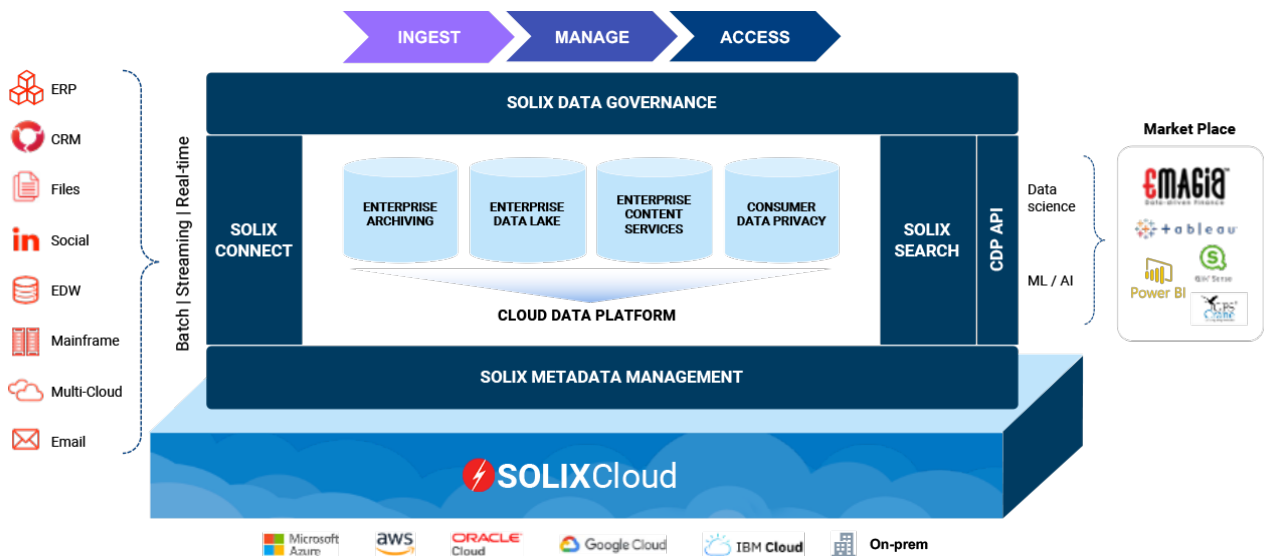 INGEST
MANAGE
ACCESS
ERP
CRM
Files
Social
EDW
Mainframe
Multi-Cloud
Email
Batch | Streaming | Real-time
SOLIX DATA GOVERNANCE
SOLIX
CONNECT
ENTERPRISE
ARCHIVING
ENTERPRISE
DATA LAKE
ENTERPRISE
CONTENT
SERVICES
CONSUMER
DATA PRIVACY
CLOUD DATA PLATFORM
SOLIX
SEARCH
CDP API
SOLIX METADATA MANAGEMENT
SOLIXCloud
Data
science
ML / AI
Market Place
EMAGIA™
Data-driven Finance
+ableau
Power BI
Qlik Sense
Microsoft
Azure
aws
ORACLE
Cloud
Google Cloud
IBM Cloud
On-prem